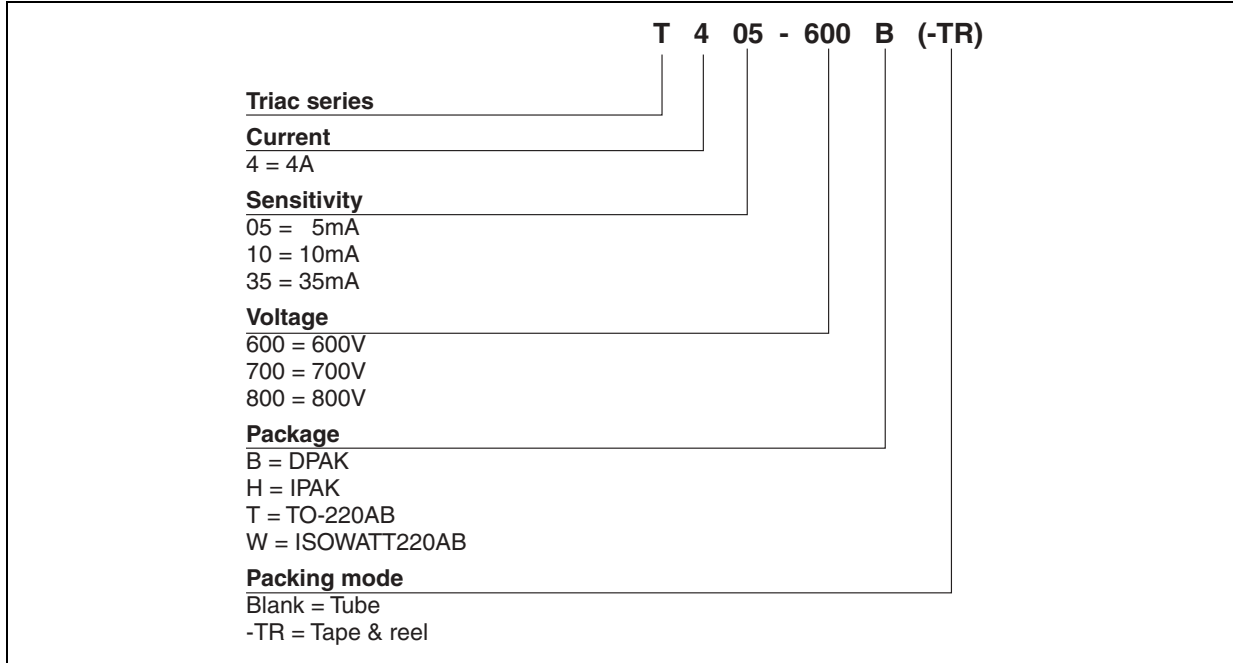 T 4 05 - 600 B (-TR)
Triac series
Current
4 = 4A
Sensitivity
05 = 5mA
10 = 10mA
35 = 35mA
Voltage
600 = 600V
700 = 700V
800 = 800V
Package
B = DPAK
H = IPAK
T = TO-220AB
W = ISOWATT220AB
Packing mode
Blank = Tube
-TR = Tape & reel